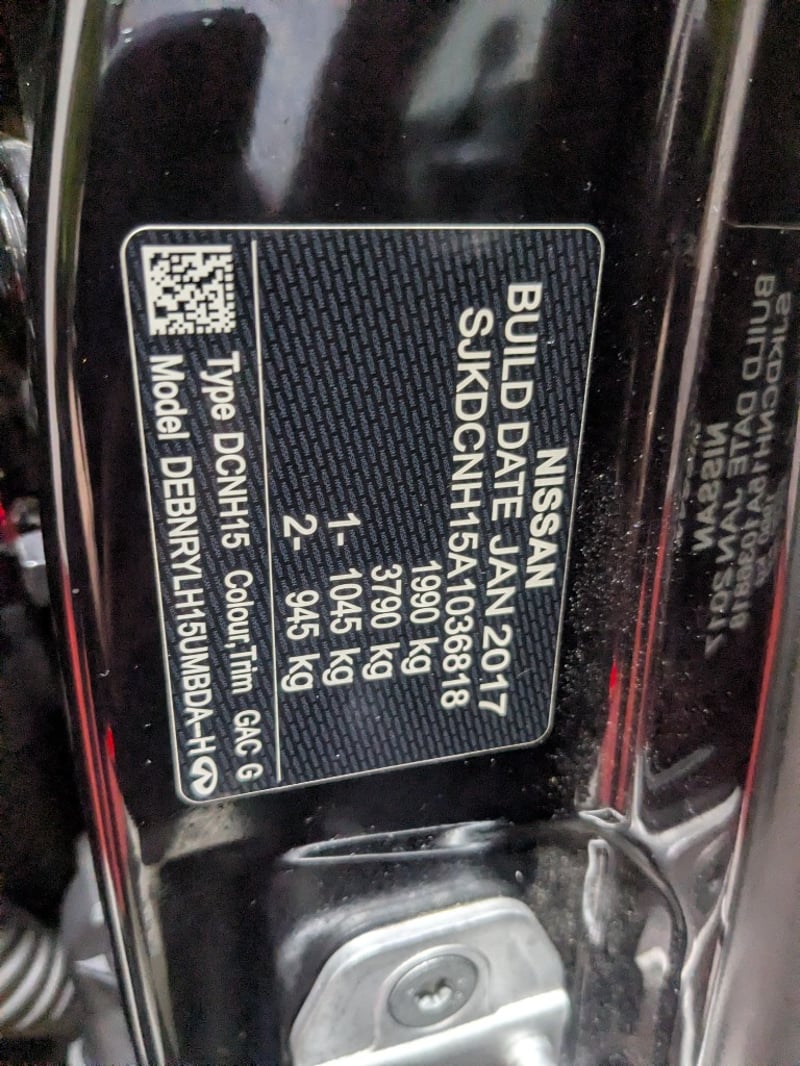 NISSAN
BUILD DATE JAN 2017
SJKDCNH15A1036818
1990 kg
3790 kg
1- 1045 kg
2- 945 kg
Type DCNH15 Colour,Trim GAC G
Model DEBNRYLH15UMBDA-H